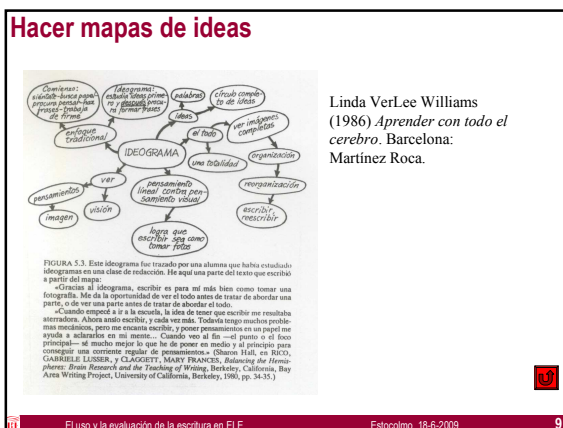 Hacer mapas de ideas
Comienzo:
siéntate-busca papel-
procura pensar-haz
frases-trabaja
de firme
Ideograma:
estudia ideas prime-
ro y después procu-
ra formar frases
palabras
círculo comple-
to de ideas
ideas
enfoque
tradicional
el todo
ver imágenes
completas
IDEOGRAMA
una totalidad
organización
ver
pensamientos
pensamiento
lineal contra pen-
samiento visual
reorganización
imagen
visión
escribir,
reescribir
logra que
escribir sea como
tomar fotos
Linda VerLee Williams
(1986) Aprender con todo el
cerebro. Barcelona:
Martínez Roca.
FIGURA 5.3. Este ideograma fue trazado por una alumna que había estudiado
ideogramas en una clase de redacción. He aquí una parte del texto que escribió
a partir del mapa:
«Gracias al ideograma, escribir es para mí más bien como tomar una
fotografía. Me da la oportunidad de ver el todo antes de tratar de abordar una
parte, o de ver una parte antes de tratar de abordar el todo.
»Cuando empecé a ir a la escuela, la idea de tener que escribir me resultaba
aterradora. Ahora ansío escribir, y cada vez más. Todavía tengo muchos proble-
mas mecánicos, pero me encanta escribir, y poner pensamientos en un papel me
ayuda a aclararlos en mi mente... Cuando veo al fin —el punto o el foco
principal— sé mucho mejor lo que he de poner en medio y al principio para
conseguir una corriente regular de pensamientos.» (Sharon Hall, en RICO,
GABRIELE LUSSER, y CLAGGETT, MARY FRANCES, Balancing the Hemis-
pheres: Brain Research and the Teaching of Writing, Berkeley, California, Bay
Area Writing Project, University of California, Berkeley, 1980, pp. 34-35.)
El uso y la evaluación de la escritura en ELE
Estocolmo, 18-6-2009
9